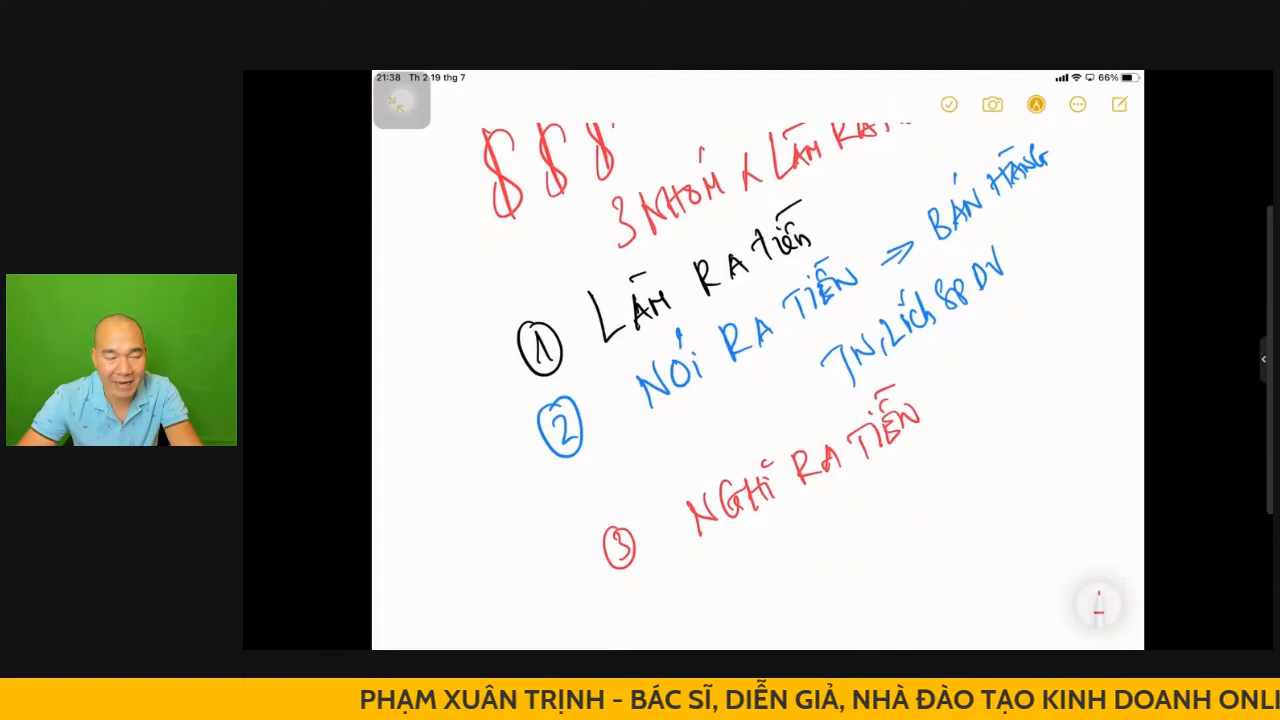 21:38 Th 2 19 thg 7
66%
$ $ $
3 NHÓM LÀM RA
① LÀM RA tiền
② NÓI RA TIỀN ⇒ BÁN HÀNG
TN, Lích SP DV
③ NGHĨ RA TIỀN
PHẠM XUÂN TRỊNH - BÁC SĨ, DIỄN GIẢ, NHÀ ĐÀO TẠO KINH DOANH ONLI